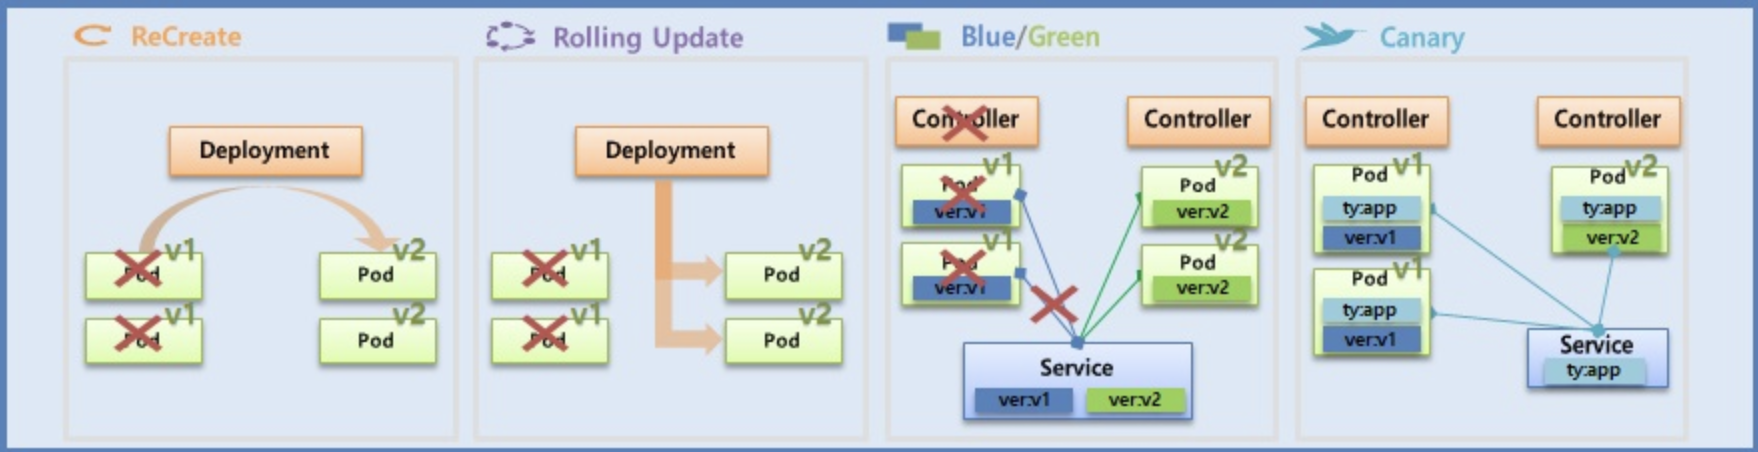 ReCreate
Deployment
v1
Pod
v2
Pod
v1
Pod
v2
Pod
Rolling Update
Deployment
v1
Pod
v2
Pod
v1
Pod
v2
Pod
Blue/Green
Controller
Controller
v1
Pod
ver:v1
v2
Pod
ver:v2
v1
Pod
ver:v1
v2
Pod
ver:v2
Service
ver:v1 ver:v2
Canary
Controller
Controller
Pod v1
ty:app
ver:v1
Pod v2
ty:app
ver:v2
Pod v1
ty:app
ver:v1
Service
ty:app